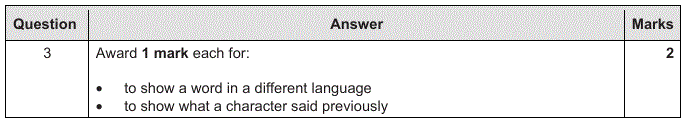 Question Answer Marks
3 Award 1 mark each for: 2
• to show a word in a different language
• to show what a character said previously